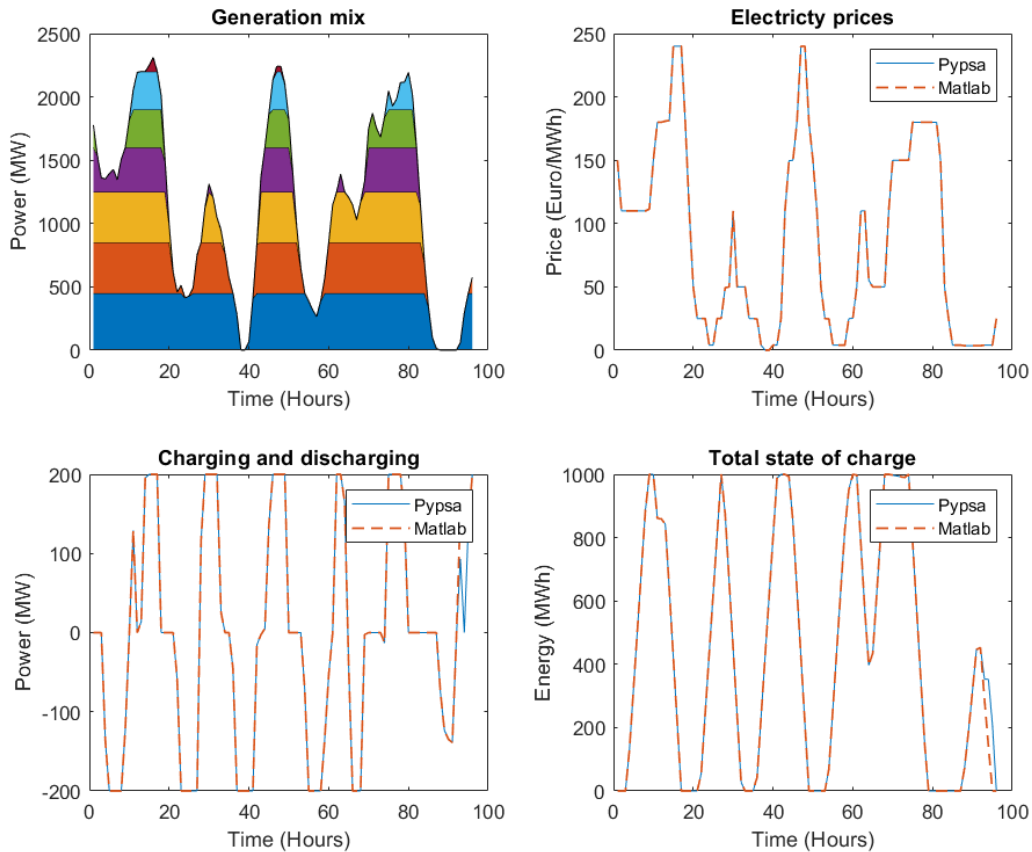 Generation mix
2500
2000
1500
1000
500
0
Power (MW)
0 20 40 60 80 100
Time (Hours)
Electricty prices
250
200
150
100
50
0
Price (Euro/MWh)
Pypsa
Matlab
0 20 40 60 80 100
Time (Hours)
Charging and discharging
200
100
0
-100
-200
Power (MW)
Pypsa
Matlab
0 20 40 60 80 100
Time (Hours)
Total state of charge
1000
800
600
400
200
0
Energy (MWh)
Pypsa
Matlab
0 20 40 60 80 100
Time (Hours)